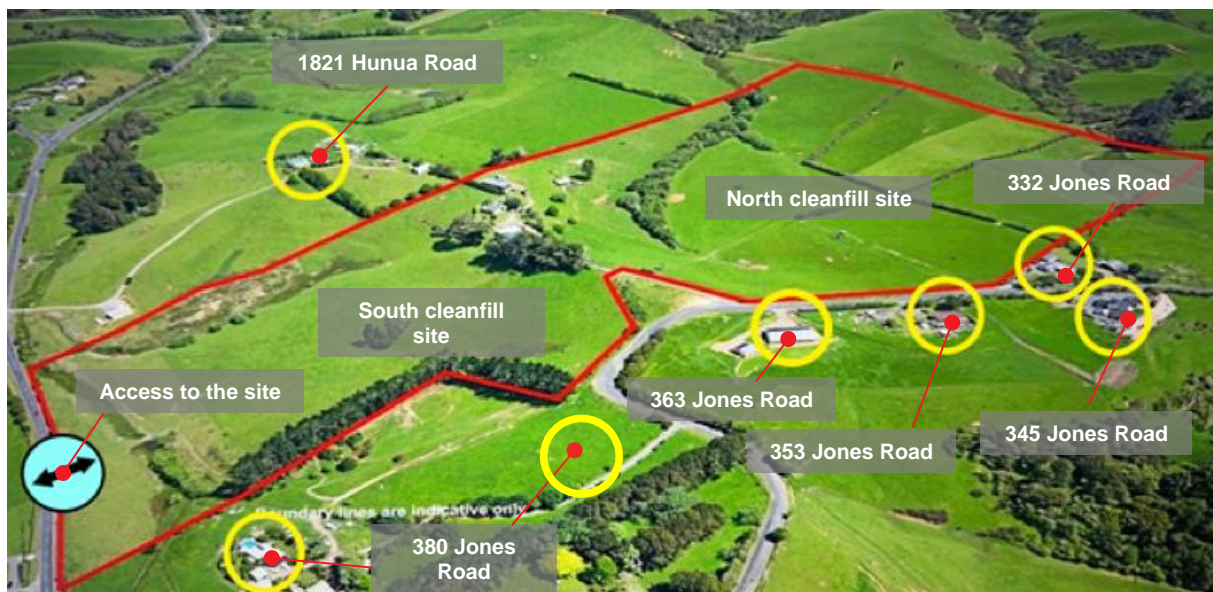 1821 Hunua Road
332 Jones Road
North cleanfill site
South cleanfill
site
Access to the site
363 Jones Road
353 Jones Road
345 Jones Road
Boundary lines are indicative only
380 Jones
Road